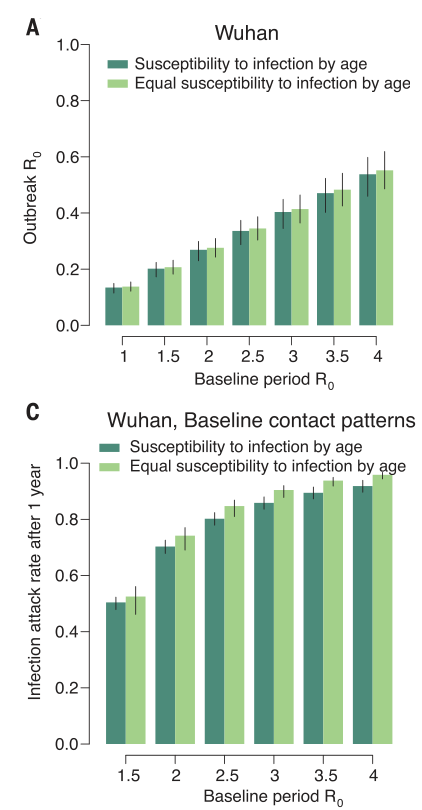 A
Wuhan
Susceptibility to infection by age
Equal susceptibility to infection by age
Outbreak R0
1.0
0.8
0.6
0.4
0.2
0.0
1 1.5 2 2.5 3 3.5 4
Baseline period R0
C
Wuhan, Baseline contact patterns
Susceptibility to infection by age
Equal susceptibility to infection by age
Infection attack rate after 1 year
1.0
0.8
0.6
0.4
0.2
0.0
1.5 2 2.5 3 3.5 4
Baseline period R0